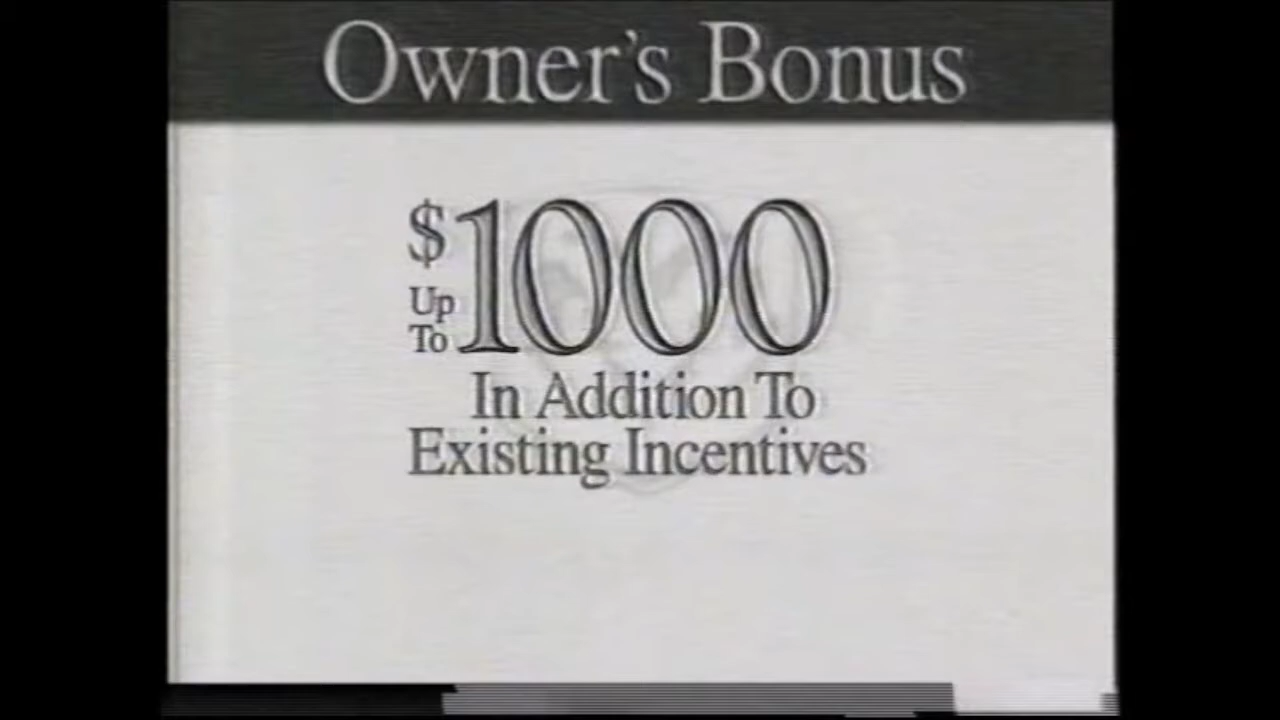 Owner's Bonus
$1000
Up
To
In Addition To
Existing Incentives